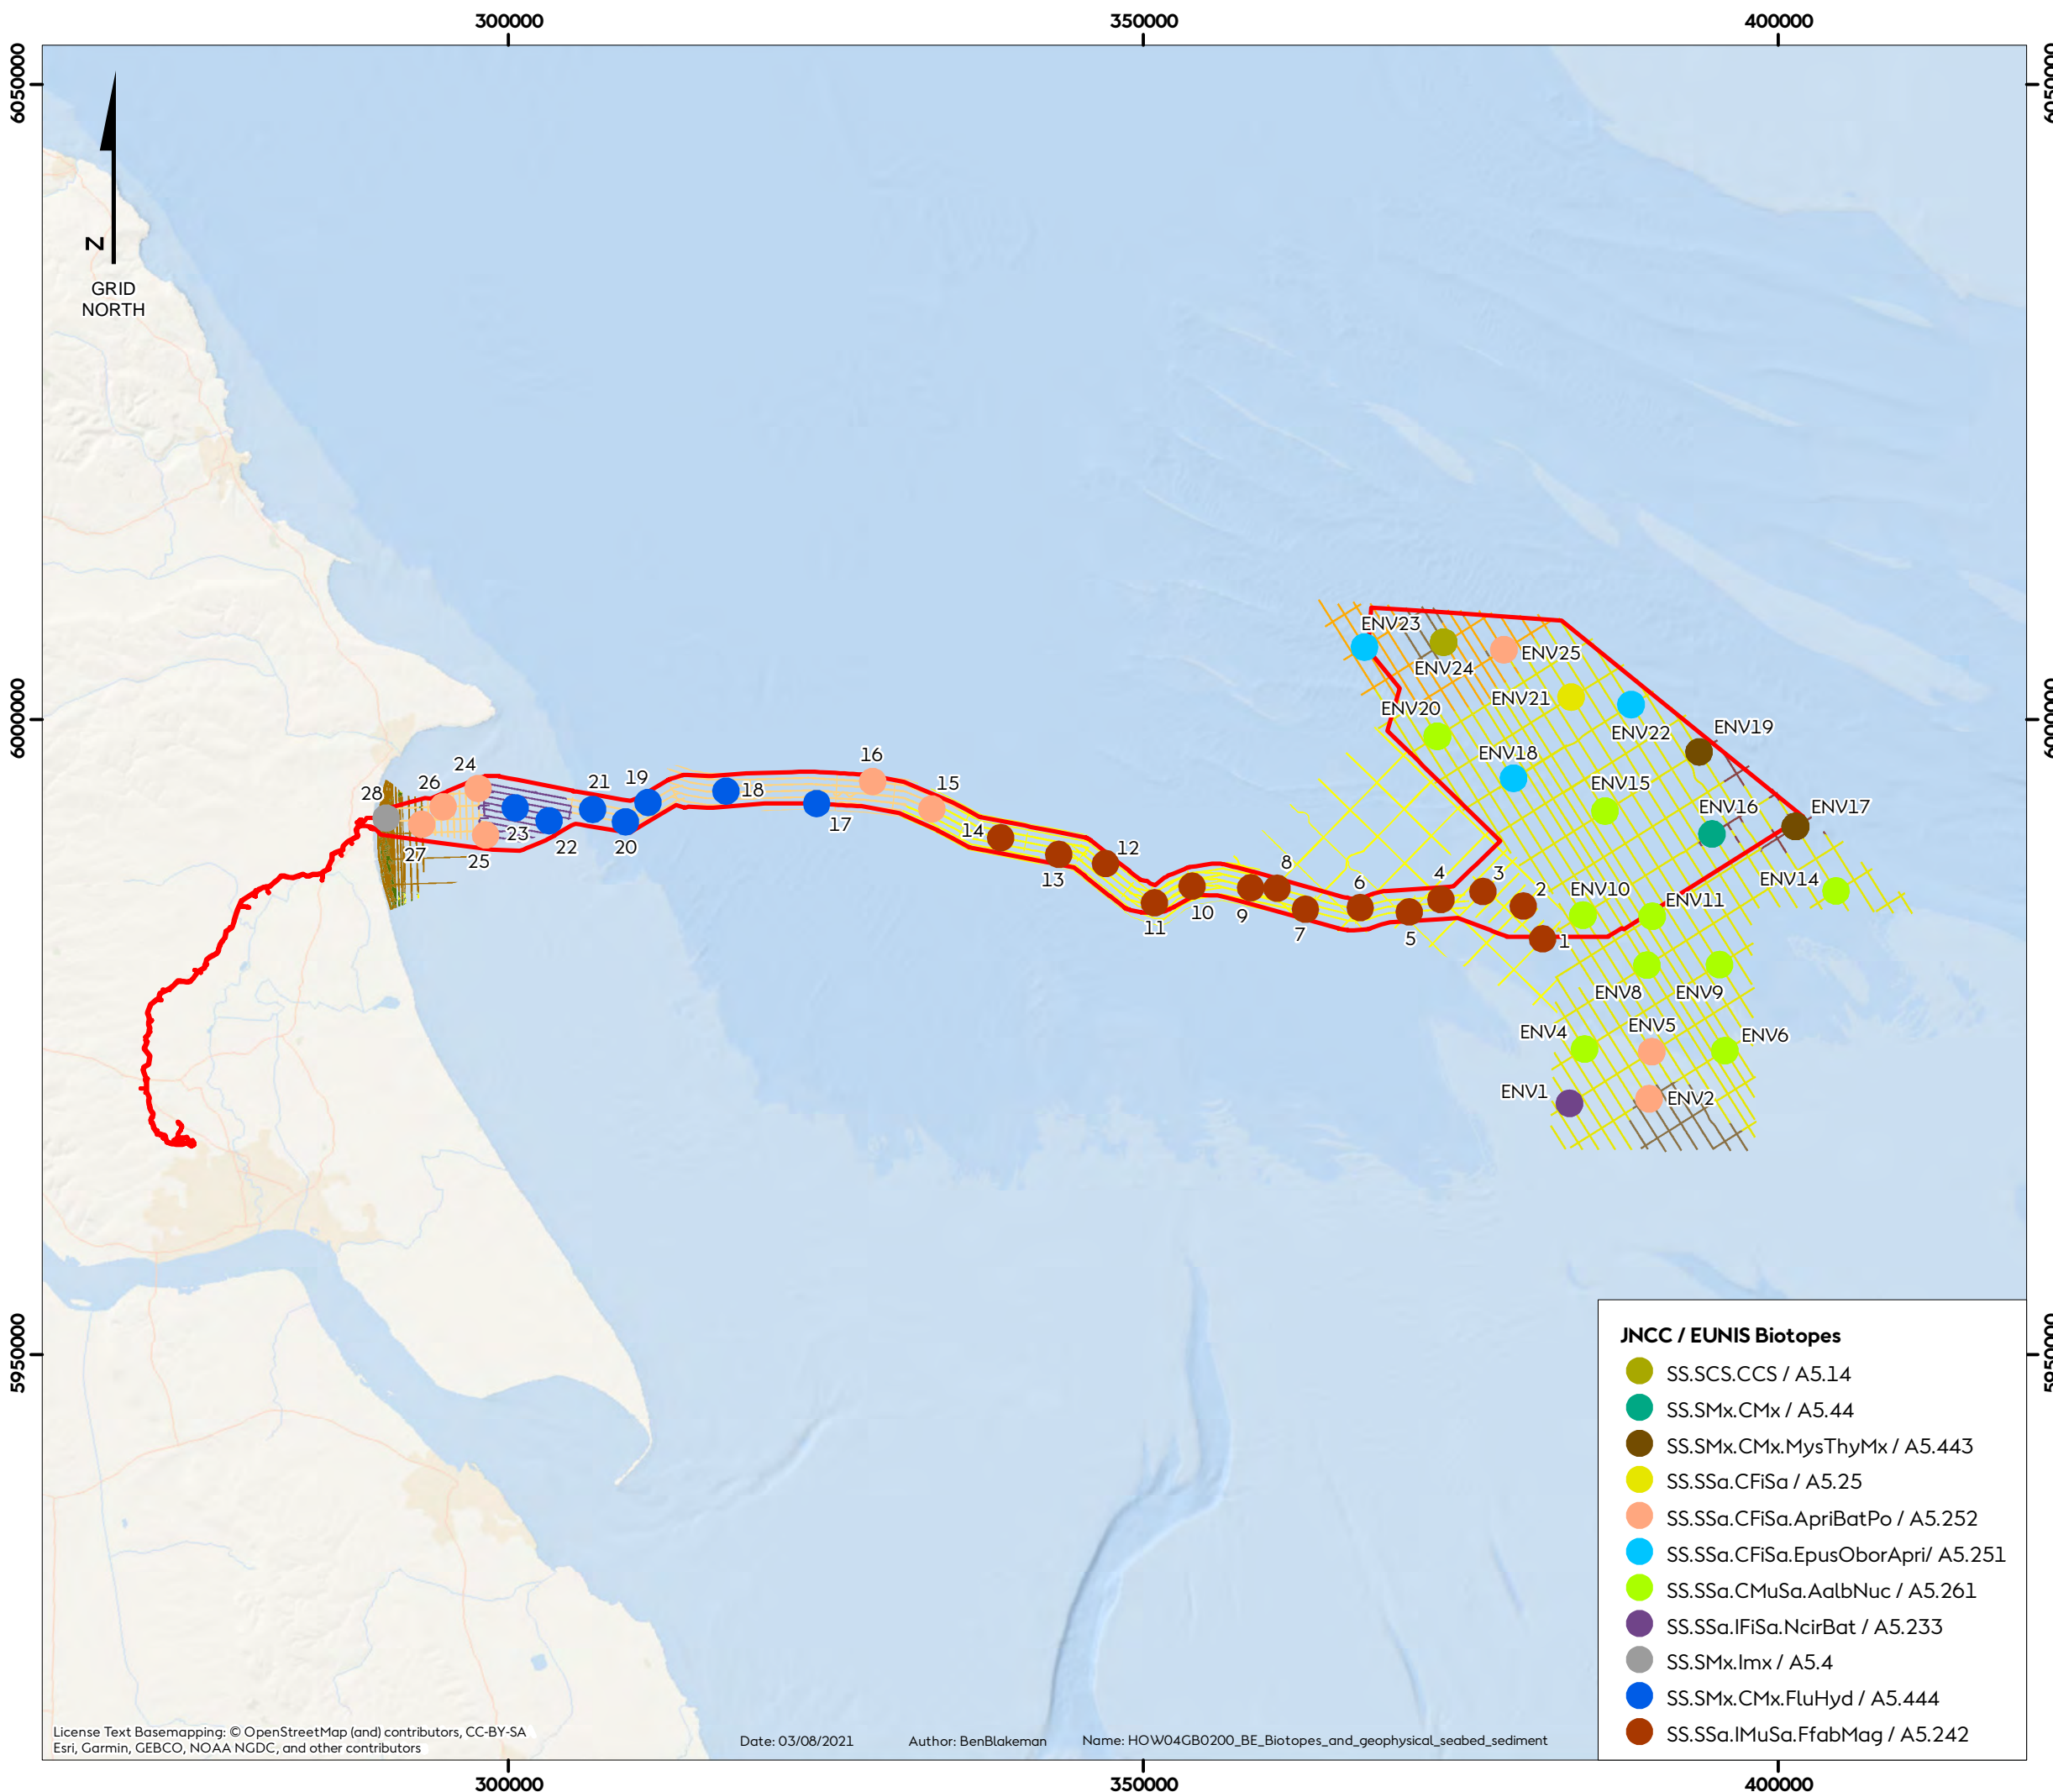 300000
350000
400000
6050000
6050000
N
GRID
NORTH
ENV23
ENV24
ENV25
ENV21
ENV20
ENV22
ENV19
ENV18
ENV15
ENV16
ENV17
ENV14
ENV10
ENV11
ENV8
ENV9
ENV4
ENV5
ENV6
ENV1
ENV2
6000000
6000000
28
26
24
27
25
23
22
21
20
19
18
17
16
15
14
13
12
11
10
9
8
7
6
5
4
3
2
1
5950000
5950000
JNCC / EUNIS Biotopes
SS.SCS.CCS / A5.14
SS.SMx.CMx / A5.44
SS.SMx.CMx.MysThyMx / A5.443
SS.SSa.CFiSa / A5.25
SS.SSa.CFiSa.ApriBatPo / A5.252
SS.SSa.CFiSa.EpusOborApri/ A5.251
SS.SSa.CMuSa.AalbNuc / A5.261
SS.SSa.IFiSa.NcirBat / A5.233
SS.SMx.Imx / A5.4
SS.SMx.CMx.FluHyd / A5.444
SS.SSa.IMuSa.FfabMag / A5.242
License Text Basemapping: © OpenStreetMap (and) contributors, CC-BY-SA
Esri, Garmin, GEBCO, NOAA NGDC, and other contributors
Date: 03/08/2021 Author: BenBlakeman Name: HOW04GB0200_BE_Biotopes_and_geophysical_seabed_sediment
300000
350000
400000